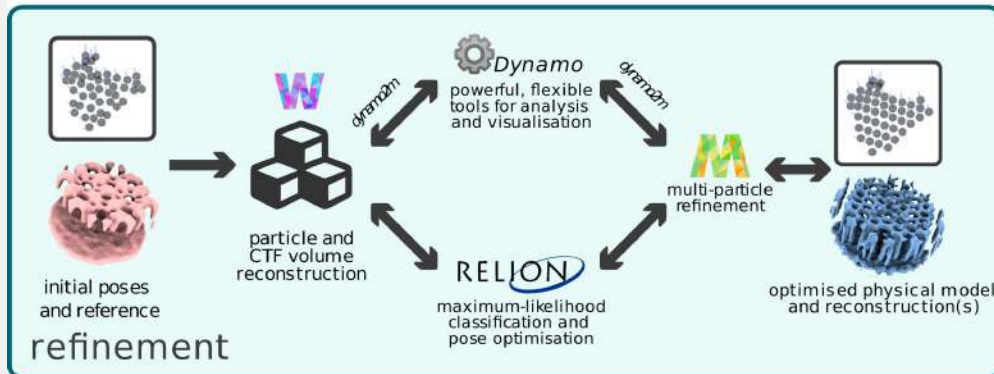 initial poses
and reference
refinement
W
particle and
CTF volume
reconstruction
dynamo2m
Dynamo
powerful, flexible
tools for analysis
and visualisation
RELION
maximum-likelihood
classification and
pose optimisation
dynamo2m
M
multi-particle
refinement
optimised physical model
and reconstruction(s)